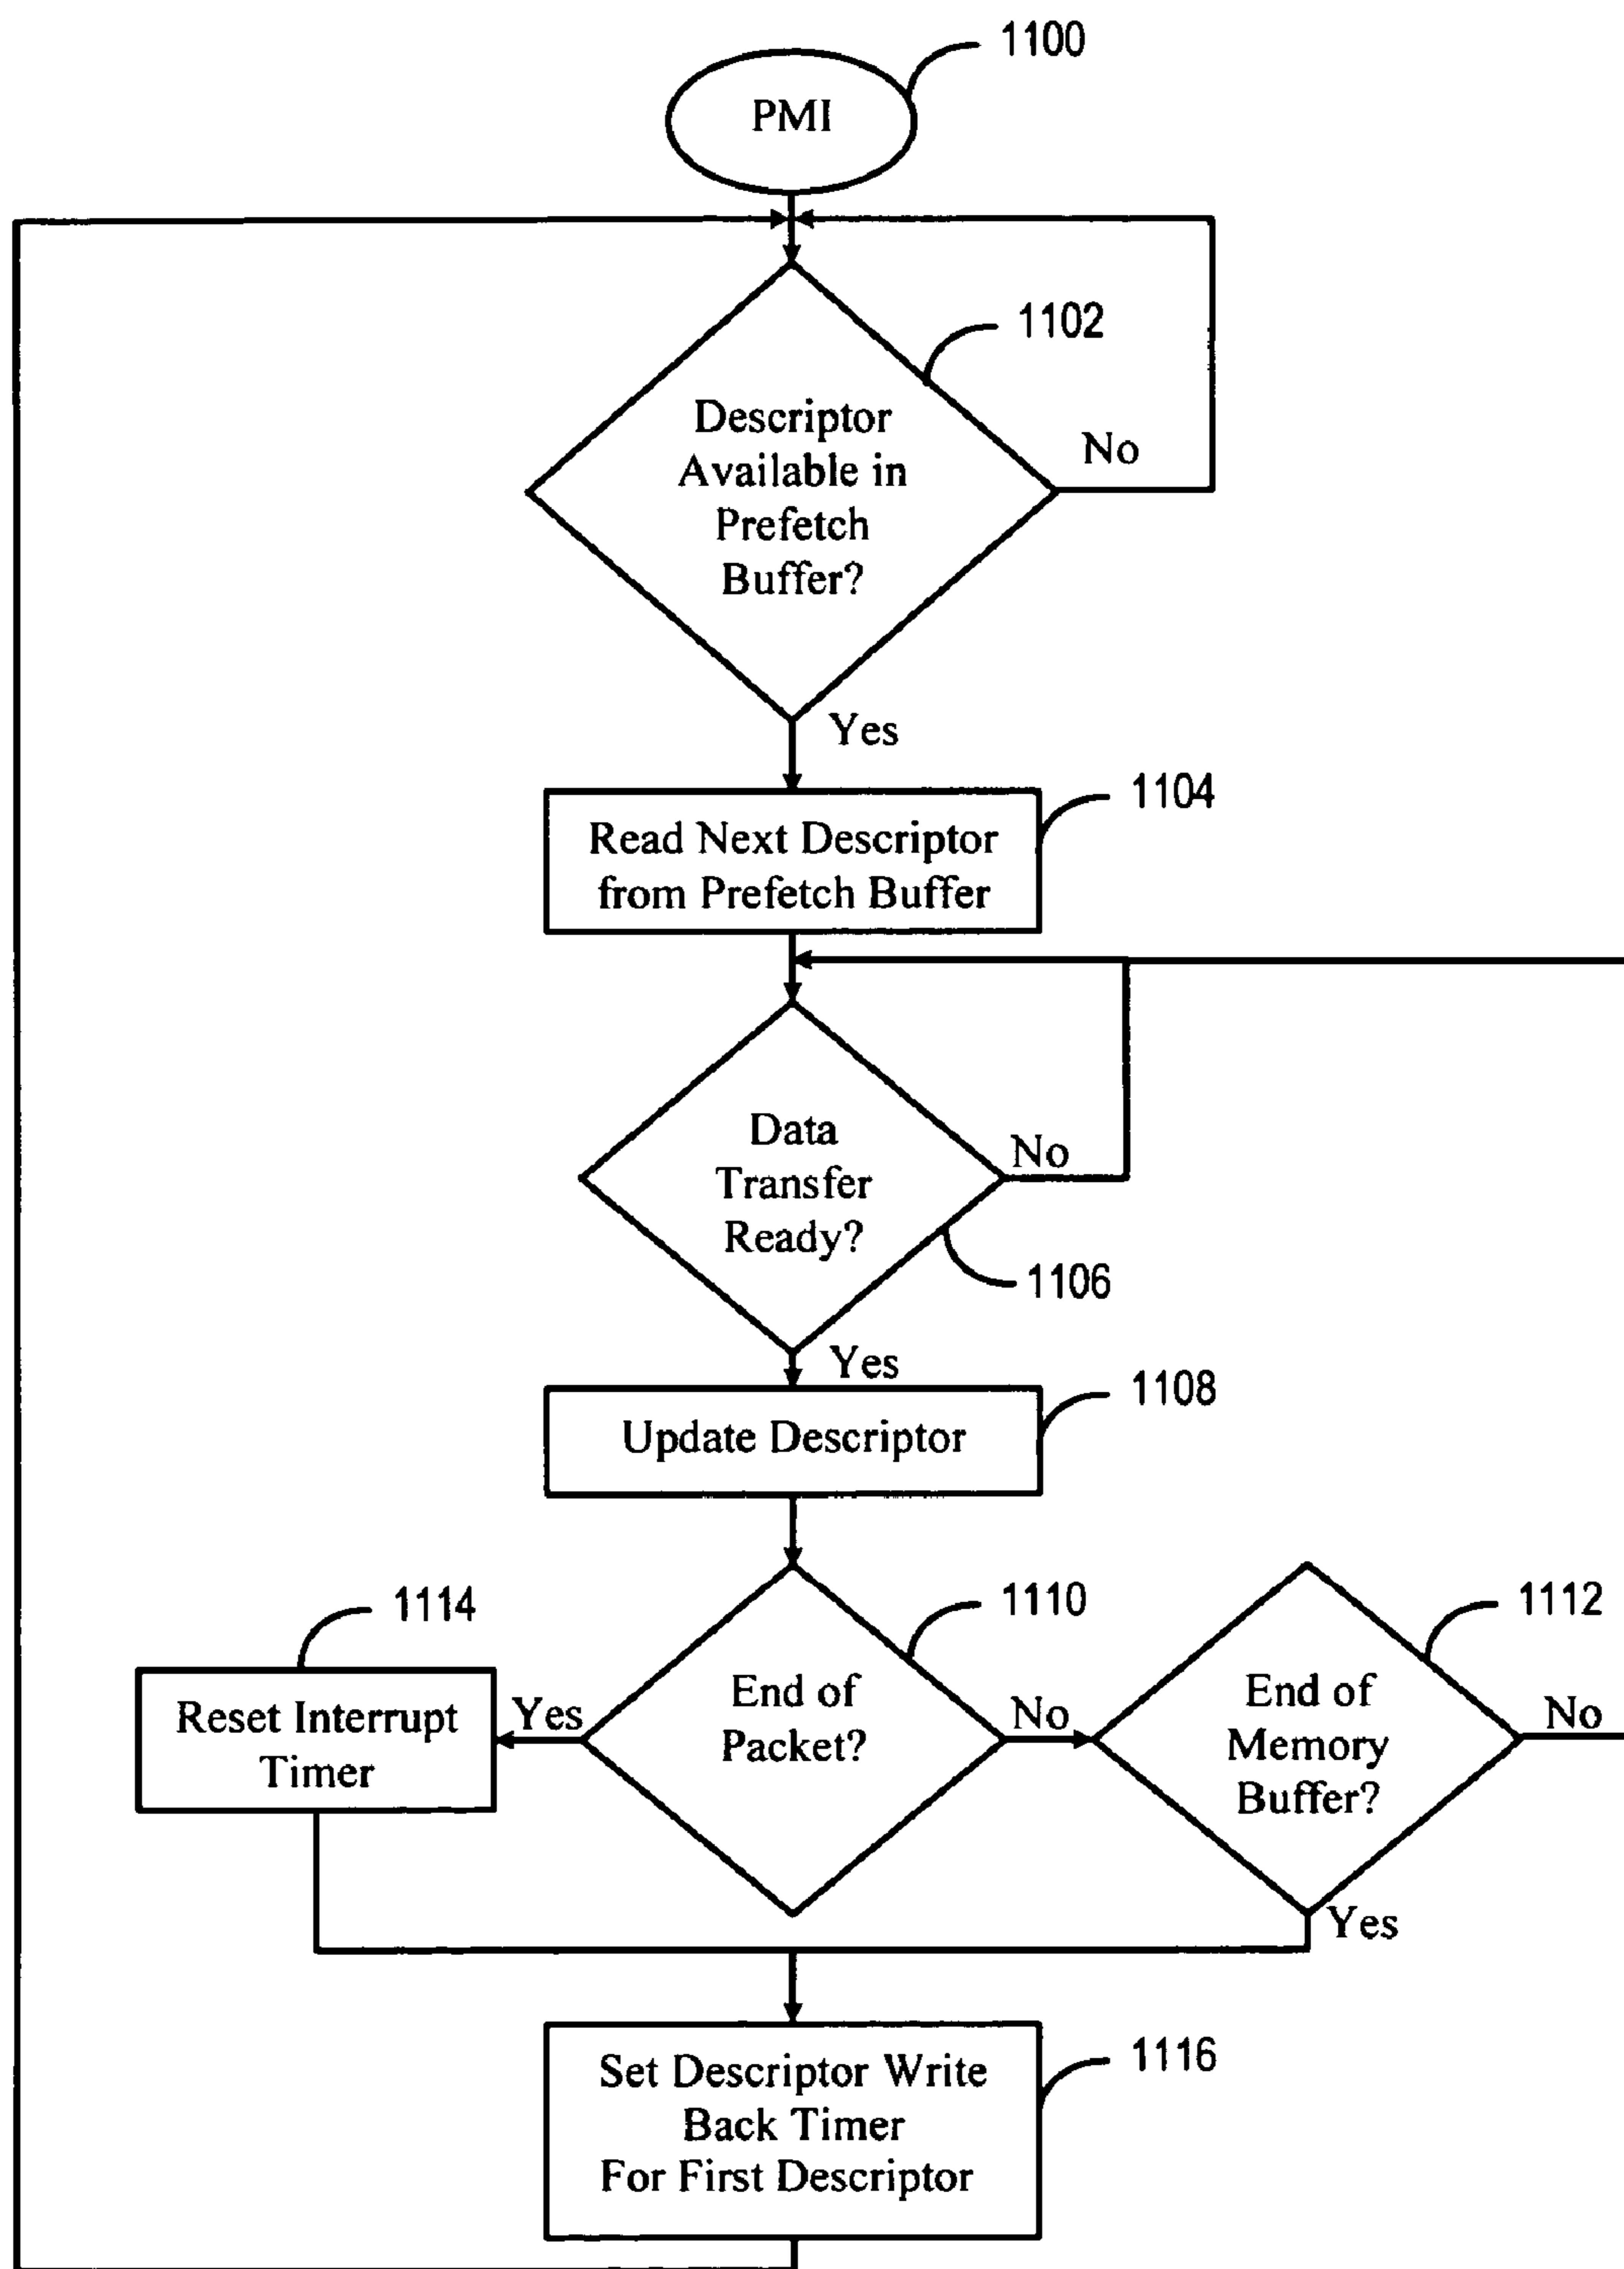 1100
PMI
1102
Descriptor
Available in
Prefetch
Buffer?
No
Yes
1104
Read Next Descriptor
from Prefetch Buffer
Data
Transfer
Ready?
No
1106
Yes
1108
Update Descriptor
1114
1110
1112
Reset Interrupt
Timer
Yes
End of
Packet?
No
End of
Memory
Buffer?
No
Yes
1116
Set Descriptor Write
Back Timer
For First Descriptor